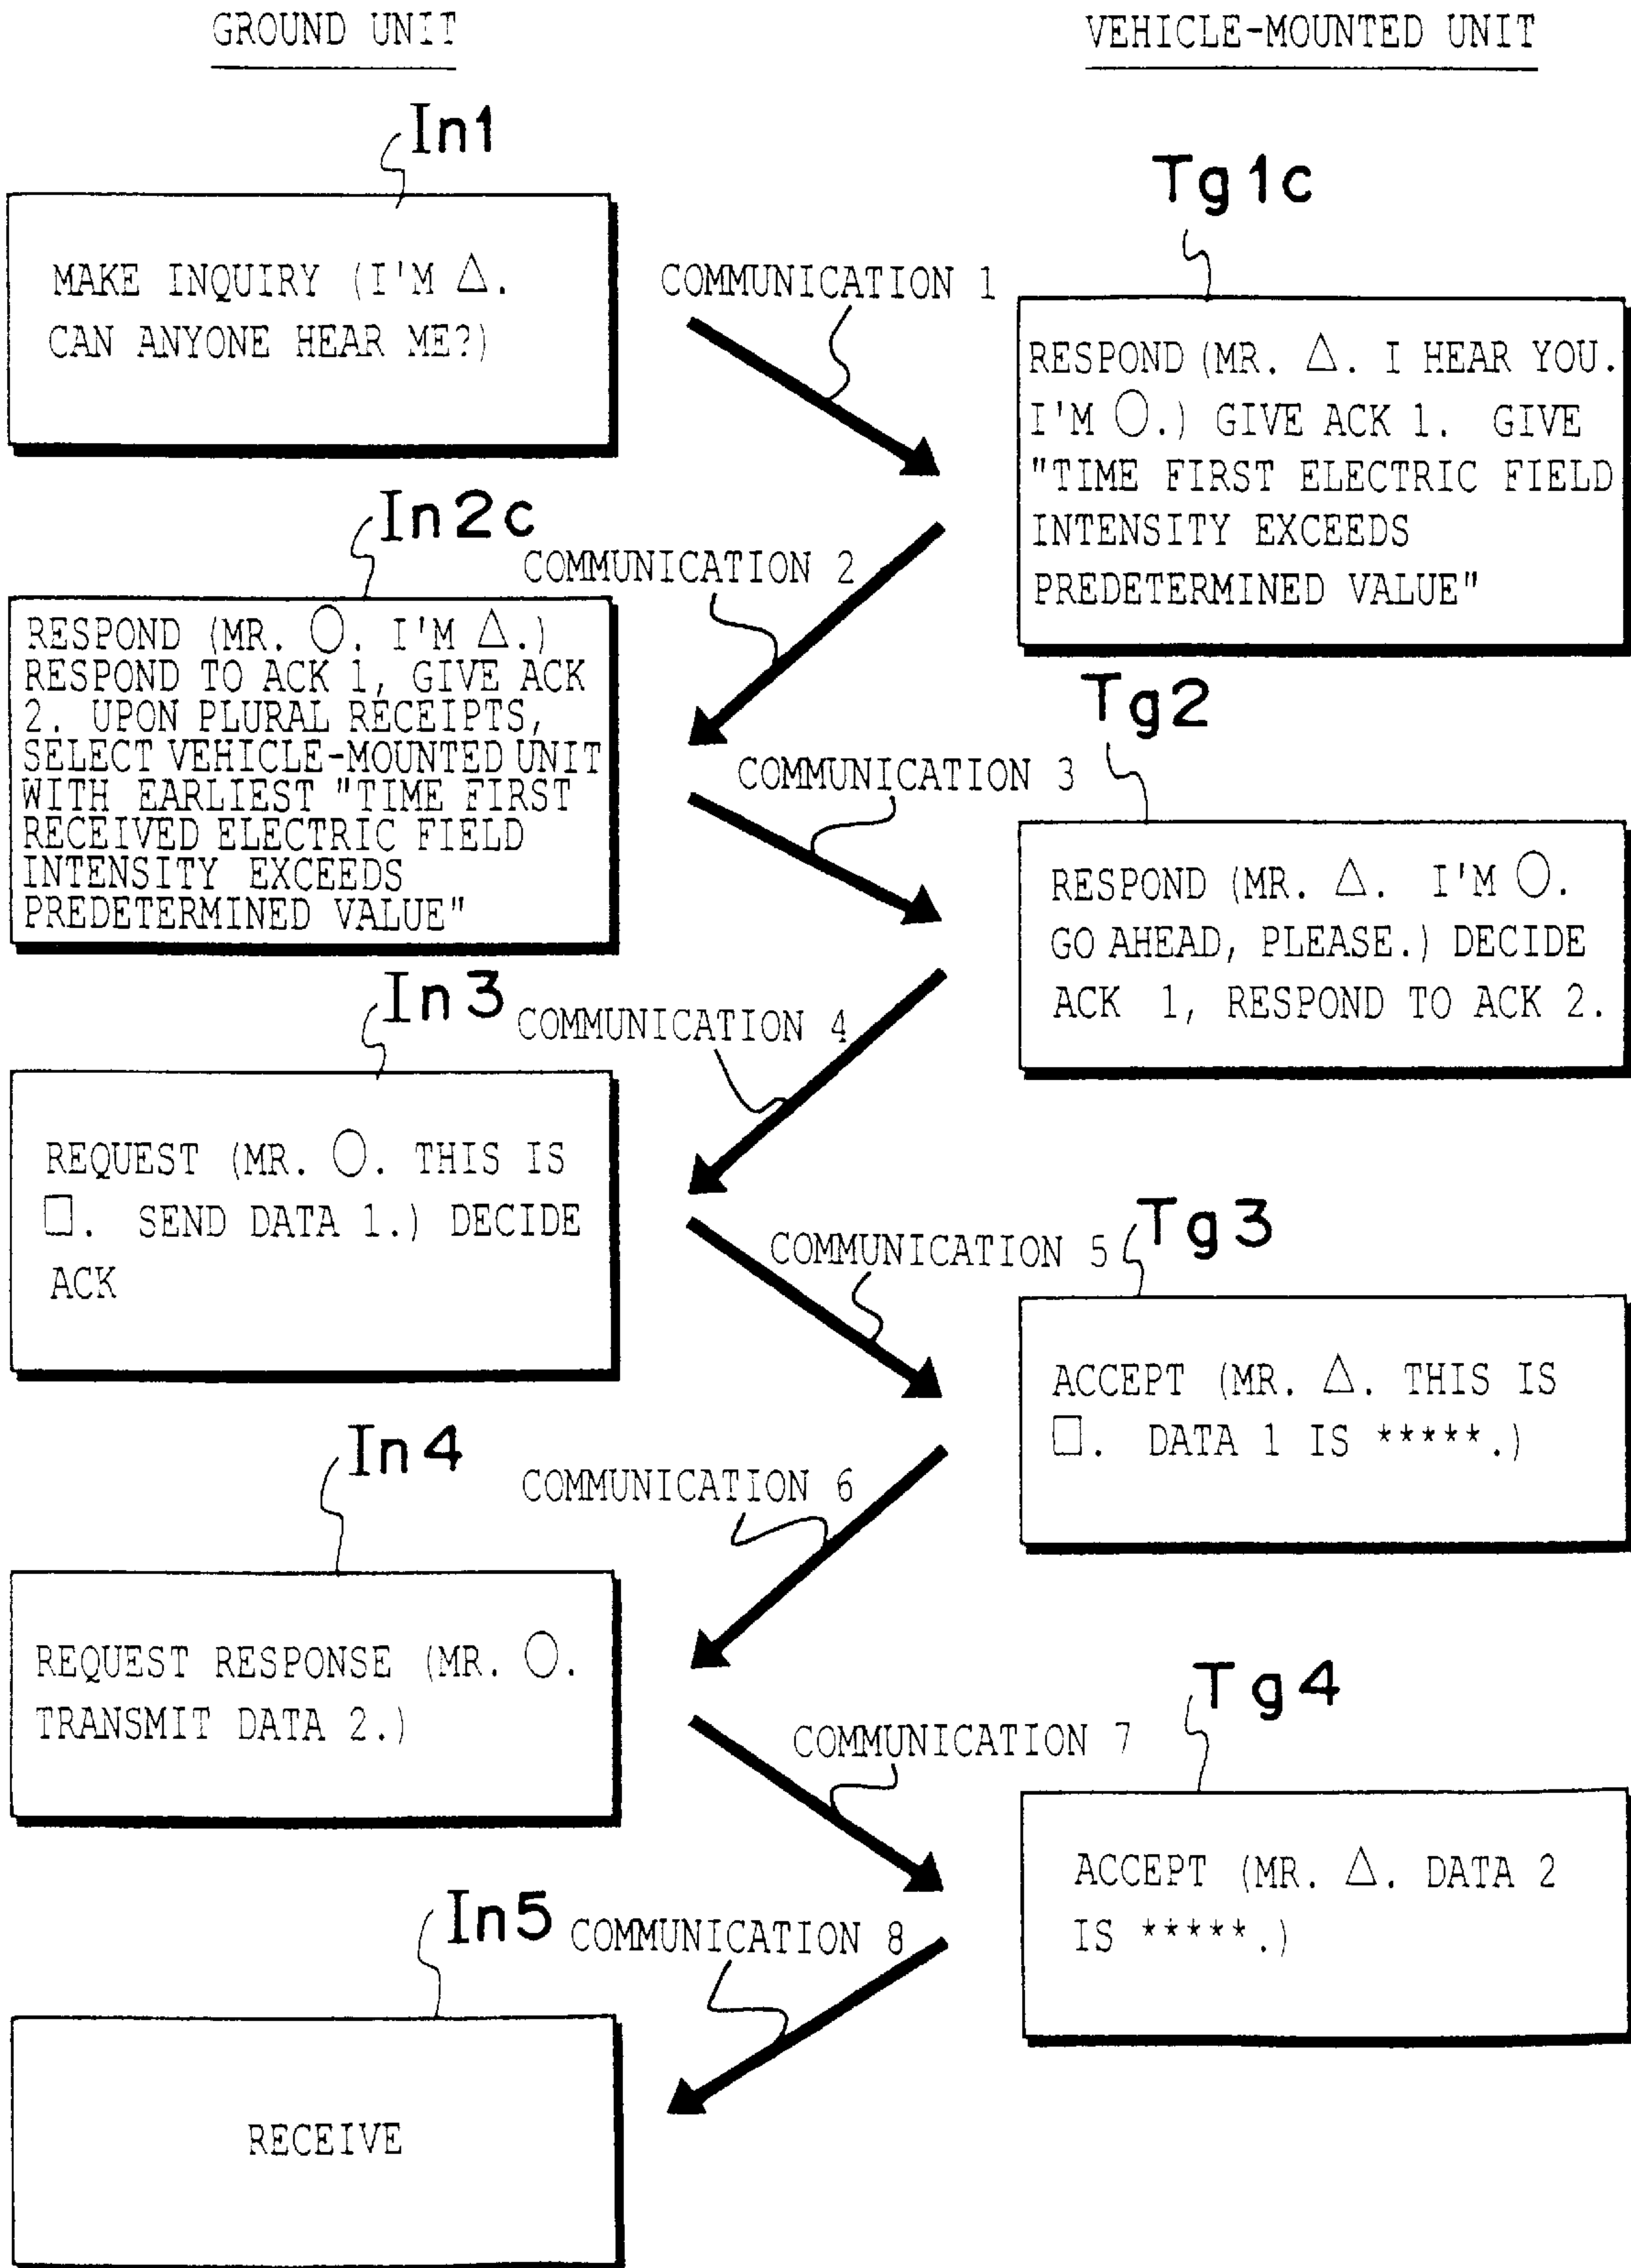 GROUND UNIT
VEHICLE-MOUNTED UNIT
In1
MAKE INQUIRY (I'M △.
CAN ANYONE HEAR ME?)
COMMUNICATION 1
Tg1c
RESPOND (MR. △. I HEAR YOU.
I'M ○.) GIVE ACK 1. GIVE
"TIME FIRST ELECTRIC FIELD
INTENSITY EXCEEDS
PREDETERMINED VALUE"
COMMUNICATION 2
In2c
RESPOND (MR. ○. I'M △.)
RESPOND TO ACK 1, GIVE ACK
2. UPON PLURAL RECEIPTS,
SELECT VEHICLE-MOUNTED UNIT
WITH EARLIEST "TIME FIRST
RECEIVED ELECTRIC FIELD
INTENSITY EXCEEDS
PREDETERMINED VALUE"
COMMUNICATION 3
Tg2
RESPOND (MR. △. I'M ○.
GO AHEAD, PLEASE.) DECIDE
ACK 1, RESPOND TO ACK 2.
COMMUNICATION 4
In3
REQUEST (MR. ○. THIS IS
□. SEND DATA 1.) DECIDE
ACK
COMMUNICATION 5
Tg3
ACCEPT (MR. △. THIS IS
□. DATA 1 IS *****.)
COMMUNICATION 6
In4
REQUEST RESPONSE (MR. ○.
TRANSMIT DATA 2.)
COMMUNICATION 7
Tg4
ACCEPT (MR. △. DATA 2
IS *****.)
COMMUNICATION 8
In5
RECEIVE